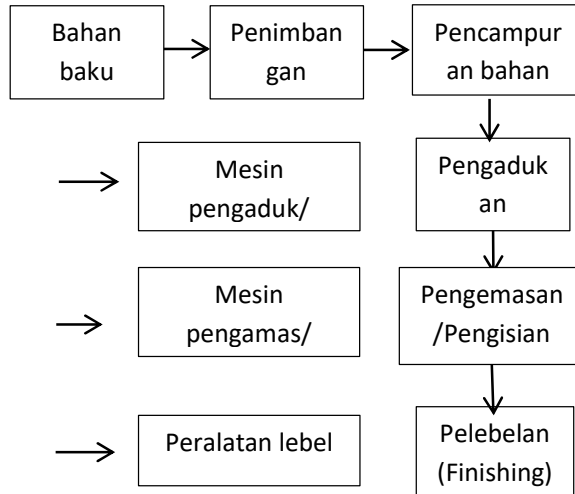 Bahan
baku
Penimban
gan
Pencampur
an bahan
Mesin
pengaduk/
Pengaduk
an
Mesin
pengamas/
Pengemasan
/Pengisian
Peralatan lebel
Pelebelan
(Finishing)